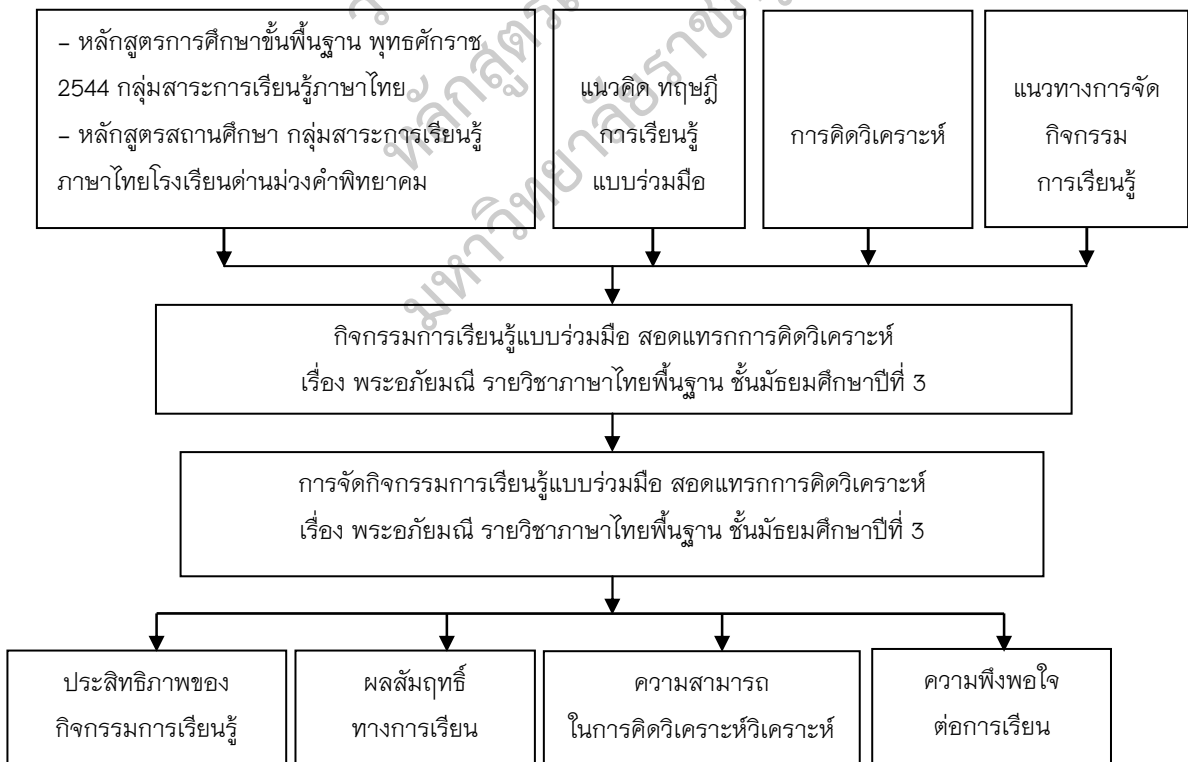 – หลักสูตรการศึกษาขั้นพื้นฐาน พุทธศักราช
2544 กลุ่มสาระการเรียนรู้ภาษาไทย
– หลักสูตรสถานศึกษา กลุ่มสาระการเรียนรู้
ภาษาไทยโรงเรียนด่านม่วงคำพิทยาคม
แนวคิด ทฤษฎี
การเรียนรู้
แบบร่วมมือ
การคิดวิเคราะห์
แนวทางการจัด
กิจกรรม
การเรียนรู้
กิจกรรมการเรียนรู้แบบร่วมมือ สอดแทรกการคิดวิเคราะห์
เรื่อง พระอภัยมณี รายวิชาภาษาไทยพื้นฐาน ชั้นมัธยมศึกษาปีที่ 3
การจัดกิจกรรมการเรียนรู้แบบร่วมมือ สอดแทรกการคิดวิเคราะห์
เรื่อง พระอภัยมณี รายวิชาภาษาไทยพื้นฐาน ชั้นมัธยมศึกษาปีที่ 3
ประสิทธิภาพของ
กิจกรรมการเรียนรู้
ผลสัมฤทธิ์
ทางการเรียน
ความสามารถ
ในการคิดวิเคราะห์วิเคราะห์
ความพึงพอใจ
ต่อการเรียน
หลักสูตร
มหาวิทยาลัยราช